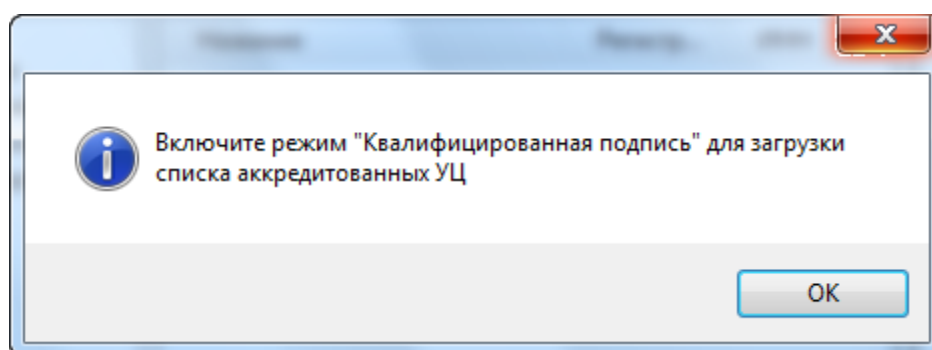 Включите режим "Квалифицированная подпись" для загрузки
списка аккредитованных УЦ
OK